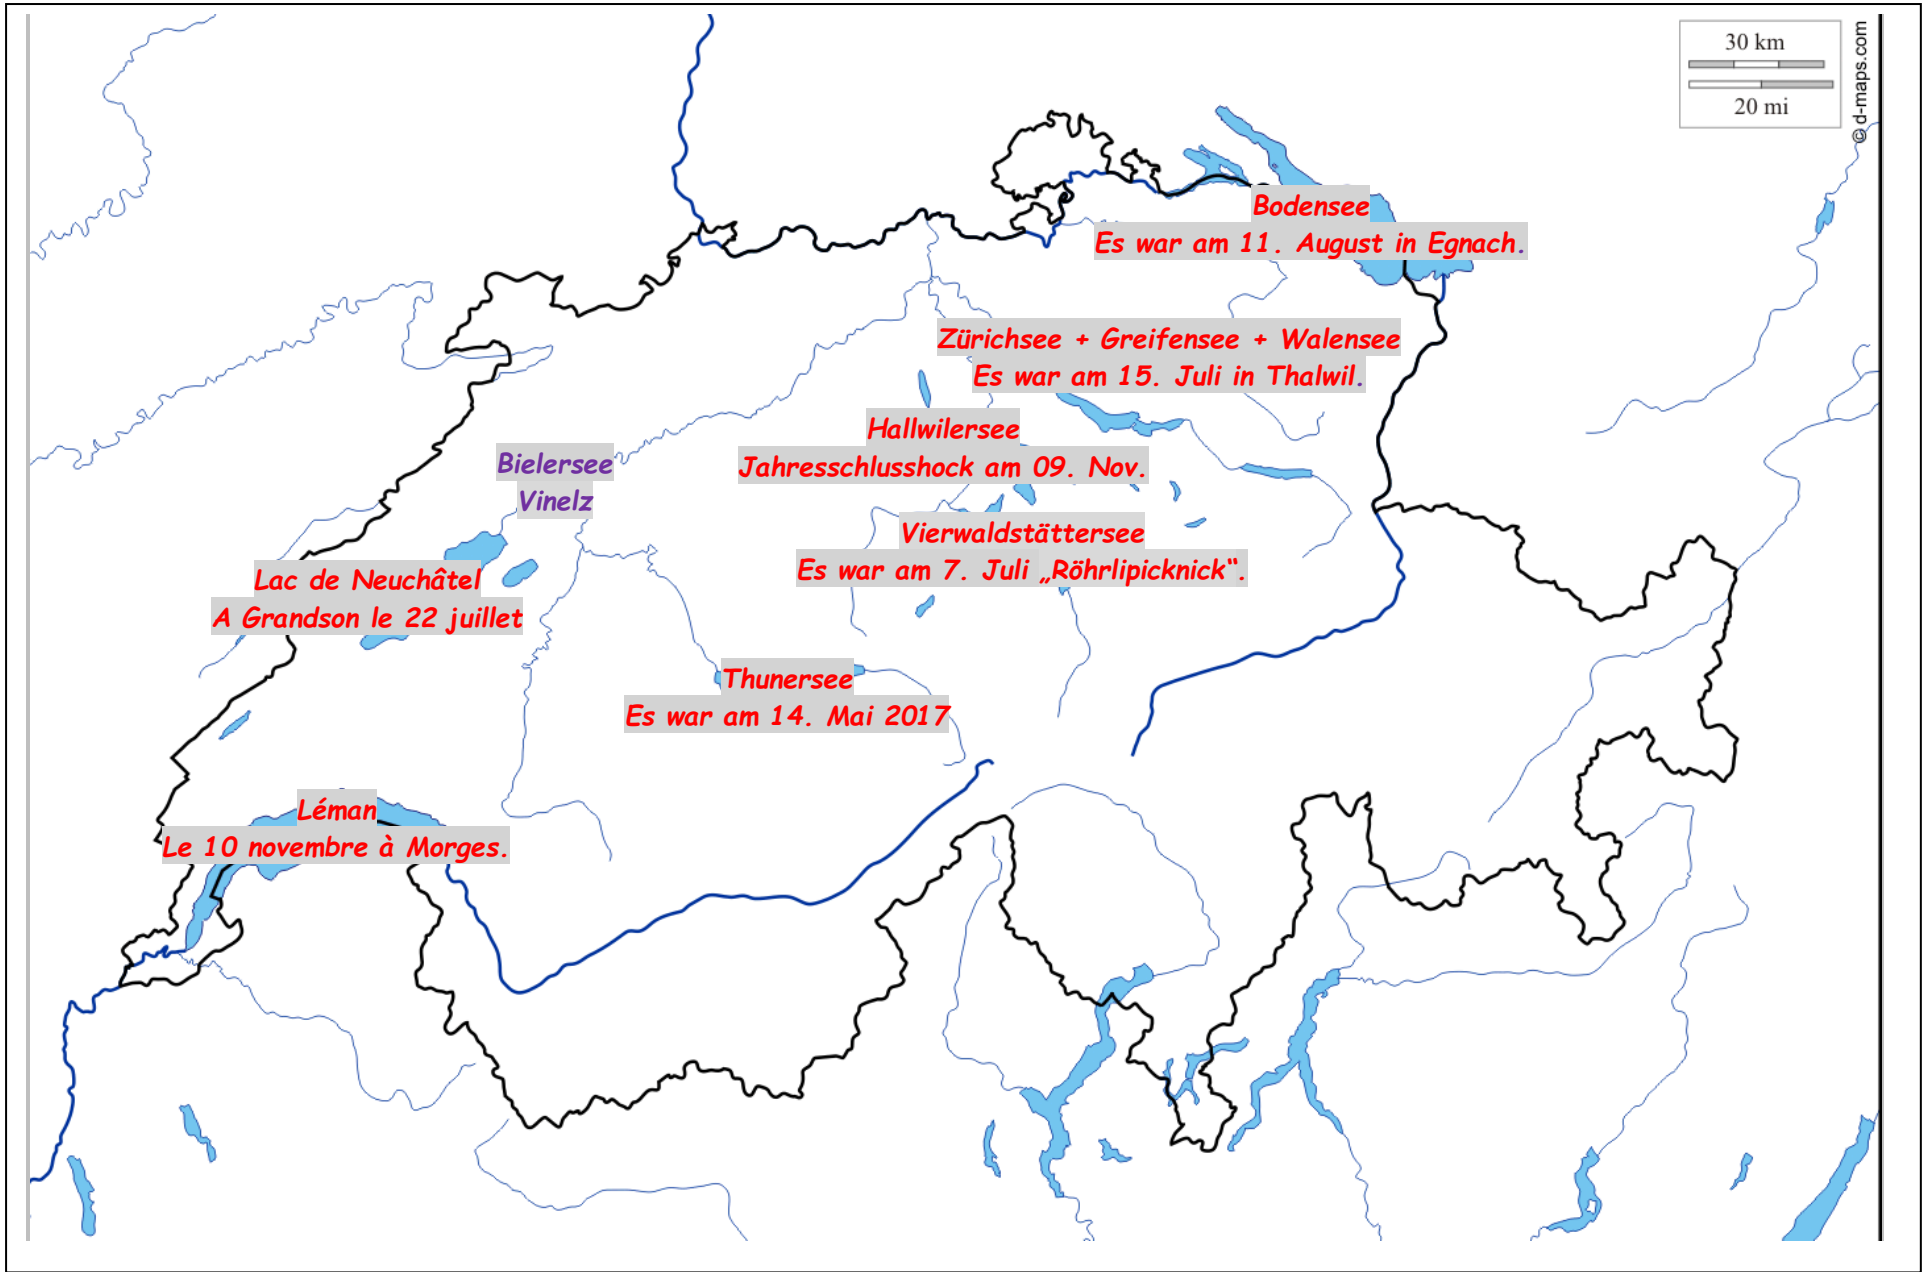 30 km
20 mi
© d-maps.com
Bodensee
Es war am 11. August in Egnach.
Zürichsee + Greifensee + Walensee
Es war am 15. Juli in Thalwil.
Hallwilersee
Jahresschlusshock am 09. Nov.
Bielersee
Vinelz
Vierwaldstättersee
Es war am 7. Juli „Röhrlipicknick“.
Lac de Neuchâtel
A Grandson le 22 juillet
Thunersee
Es war am 14. Mai 2017
Léman
Le 10 novembre à Morges.